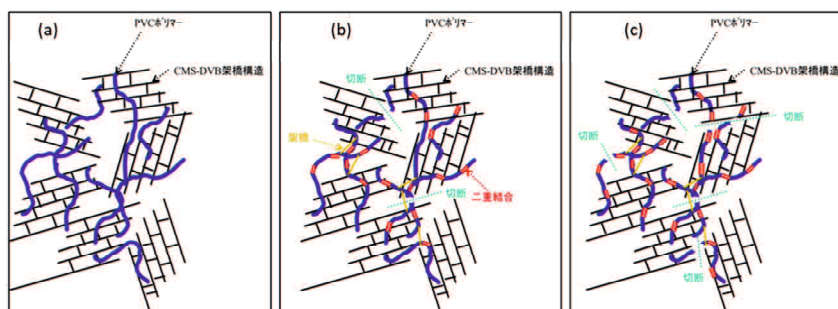 (a)
PVCポリマー
CMS-DVB架橋構造
(b)
PVCポリマー
CMS-DVB架橋構造
切断
架橋
二重結合
切断
(c)
PVCポリマー
CMS-DVB架橋構造
切断
切断
切断